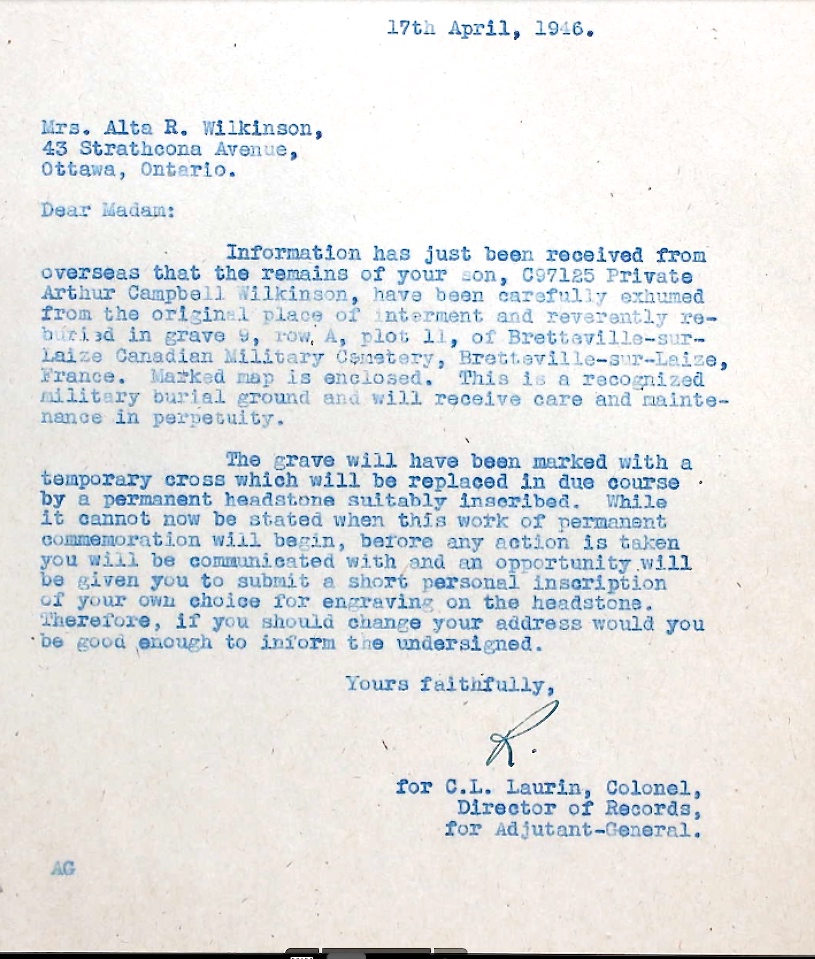 17th April, 1946.
Mrs. Alta R. Wilkinson,
43 Strathcona Avenue,
Ottawa, Ontario.
Dear Madam:
Information has just been received from
overseas that the remains of your son, C97125 Private
Arthur Campbell Wilkinson, have been carefully exhumed
from the original place of interment and reverently re-
buried in grave 9, row A, plot 11, of Bretteville-sur-
Laize Canadian Military Cemetery, Bretteville-sur-Laize,
France. Marked map is enclosed. This is a recognized
military burial ground and will receive care and mainte-
nance in perpetuity.
The grave will have been marked with a
temporary cross which will be replaced in due course
by a permanent headstone suitably inscribed. While
it cannot now be stated when this work of permanent
commemoration will begin, before any action is taken
you will be communicated with and an opportunity will
be given you to submit a short personal inscription
of your own choice for engraving on the headstone.
Therefore, if you should change your address would you
be good enough to inform the undersigned.
Yours faithfully,
R.
for C.L. Laurin, Colonel,
Director of Records,
for Adjutant-General.
AG